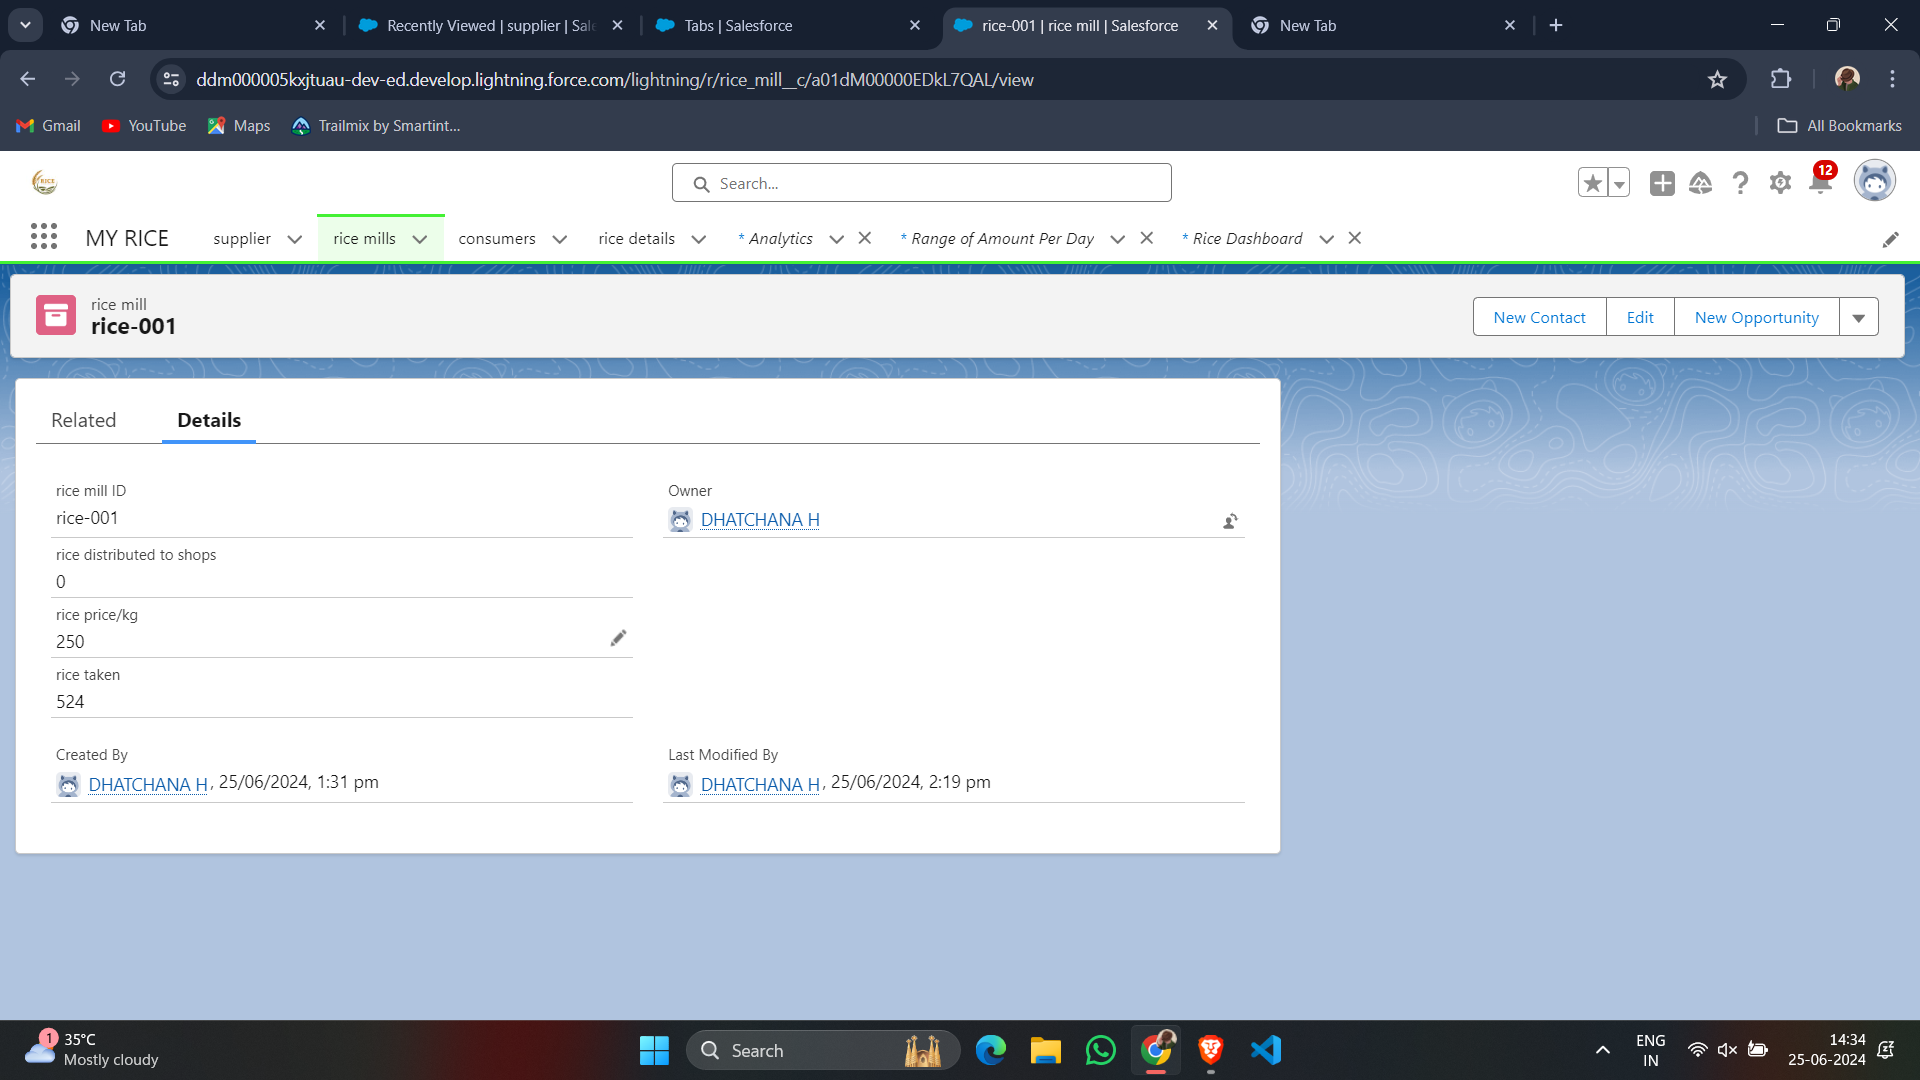 New Tab
Recently Viewed | supplier | Sale
Tabs | Salesforce
rice-001 | rice mill | Salesforce
New Tab
ddm000005kxjtuau-dev-ed.develop.lightning.force.com/lightning/r/rice_mill__c/a01dM00000EDkL7QAL/view
Gmail
YouTube
Maps
Trailmix by Smartint...
All Bookmarks
RICE
Search...
12
MY RICE
supplier
rice mills
consumers
rice details
* Analytics
* Range of Amount Per Day
* Rice Dashboard
rice mill
rice-001
New Contact
Edit
New Opportunity
Related
Details
rice mill ID
rice-001
Owner
DHATCHANA H
rice distributed to shops
0
rice price/kg
250
rice taken
524
Created By
DHATCHANA H, 25/06/2024, 1:31 pm
Last Modified By
DHATCHANA H, 25/06/2024, 2:19 pm
1
35°C
Mostly cloudy
Search
ENG
IN
14:34
25-06-2024